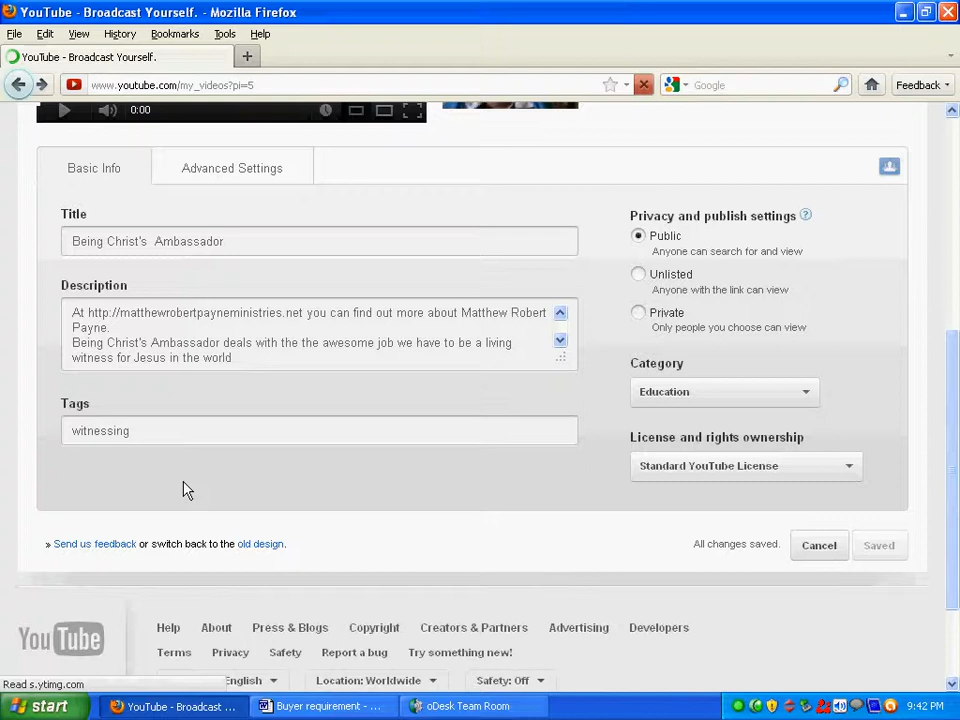 YouTube - Broadcast Yourself. - Mozilla Firefox
File Edit View History Bookmarks Tools Help
YouTube - Broadcast Yourself.
www.youtube.com/my_videos?pi=5
Google
Feedback
0:00
Basic Info
Advanced Settings
Title
Being Christ's  Ambassador
Description
At http://matthewrobertpayneministries.net you can find out more about Matthew Robert
Payne.
Being Christ's Ambassador deals with the the awesome job we have to be a living
witness for Jesus in the world
Tags
witnessing
Privacy and publish settings ?
Public
Anyone can search for and view
Unlisted
Anyone with the link can view
Private
Only people you choose can view
Category
Education
License and rights ownership
Standard YouTube License
» Send us feedback or switch back to the old design.
All changes saved.
Cancel
Saved
YouTube
Help About Press & Blogs Copyright Creators & Partners Advertising Developers
Terms Privacy Safety Report a bug Try something new!
English Location: Worldwide Safety: Off
Read s.ytimg.com
start
YouTube - Broadcast ...
Buyer requirement - ...
oDesk Team Room
9:42 PM